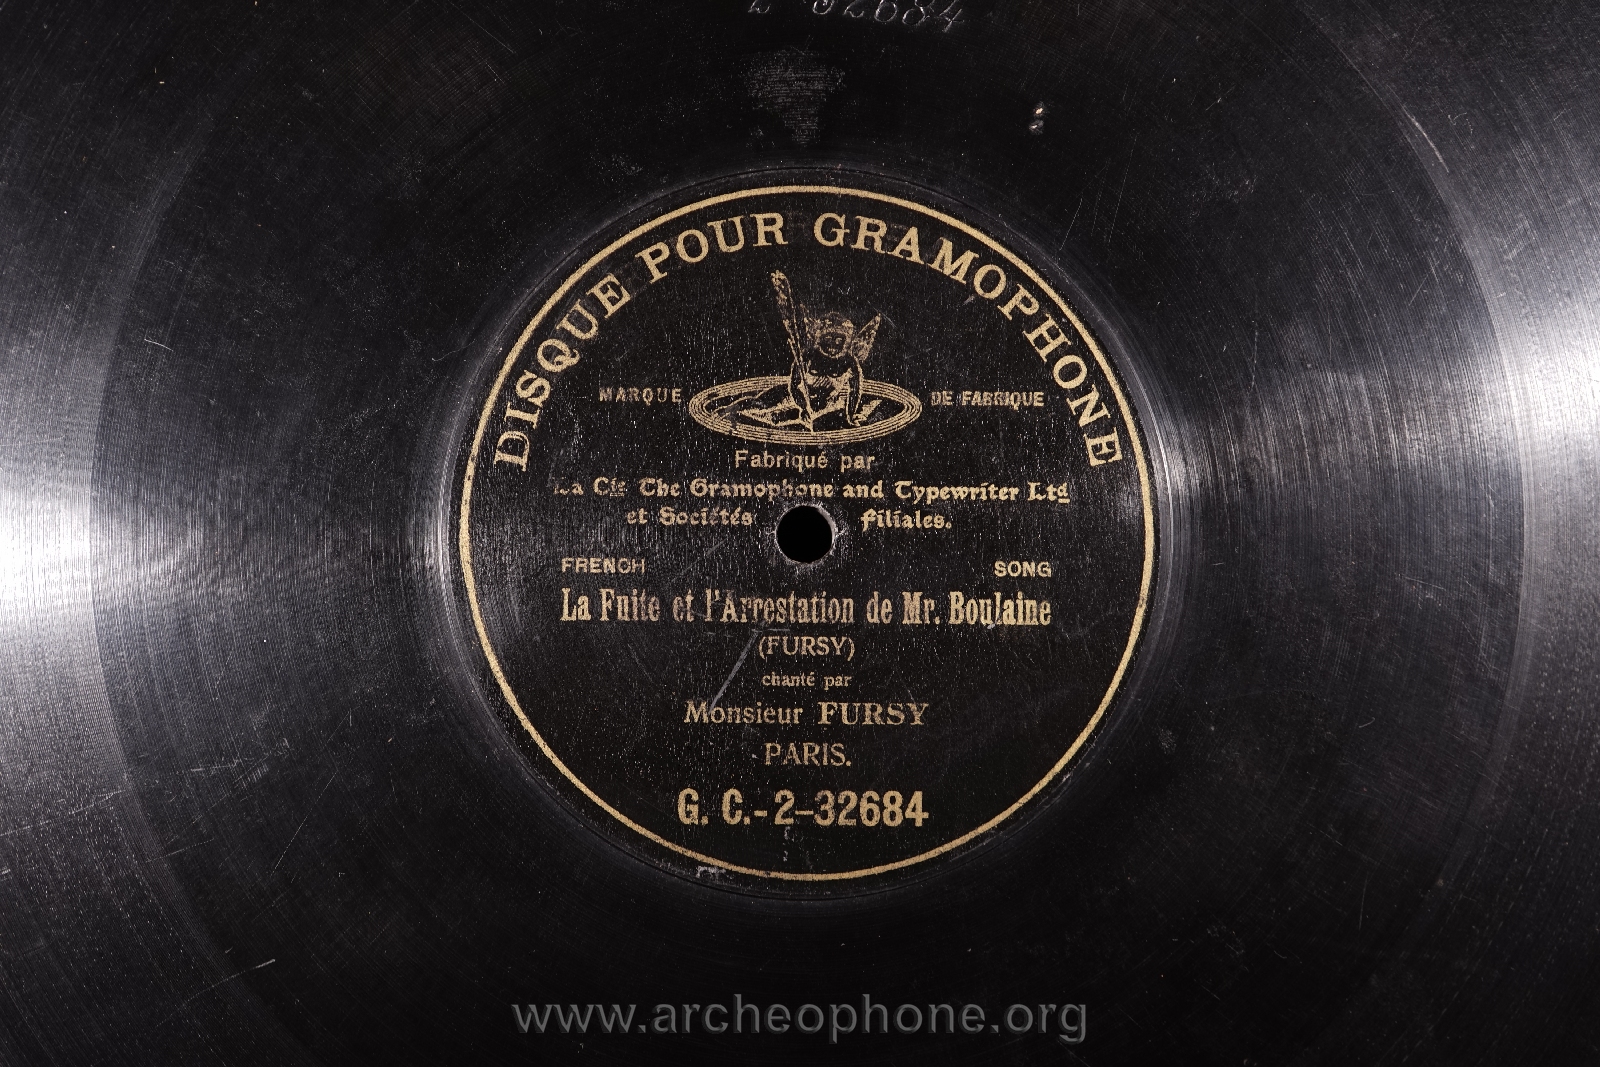 2-32684
DISQUE POUR GRAMOPHONE
MARQUE DE FABRIQUE
Fabriqué par
La Cie The Gramophone and Typewriter Ltd
et Sociétés filiales.
FRENCH SONG
La Fuite et l'Arrestation de Mr. Boulaine
(FURSY)
chanté par
Monsieur FURSY
PARIS.
G. C.-2-32684
www.archeophone.org